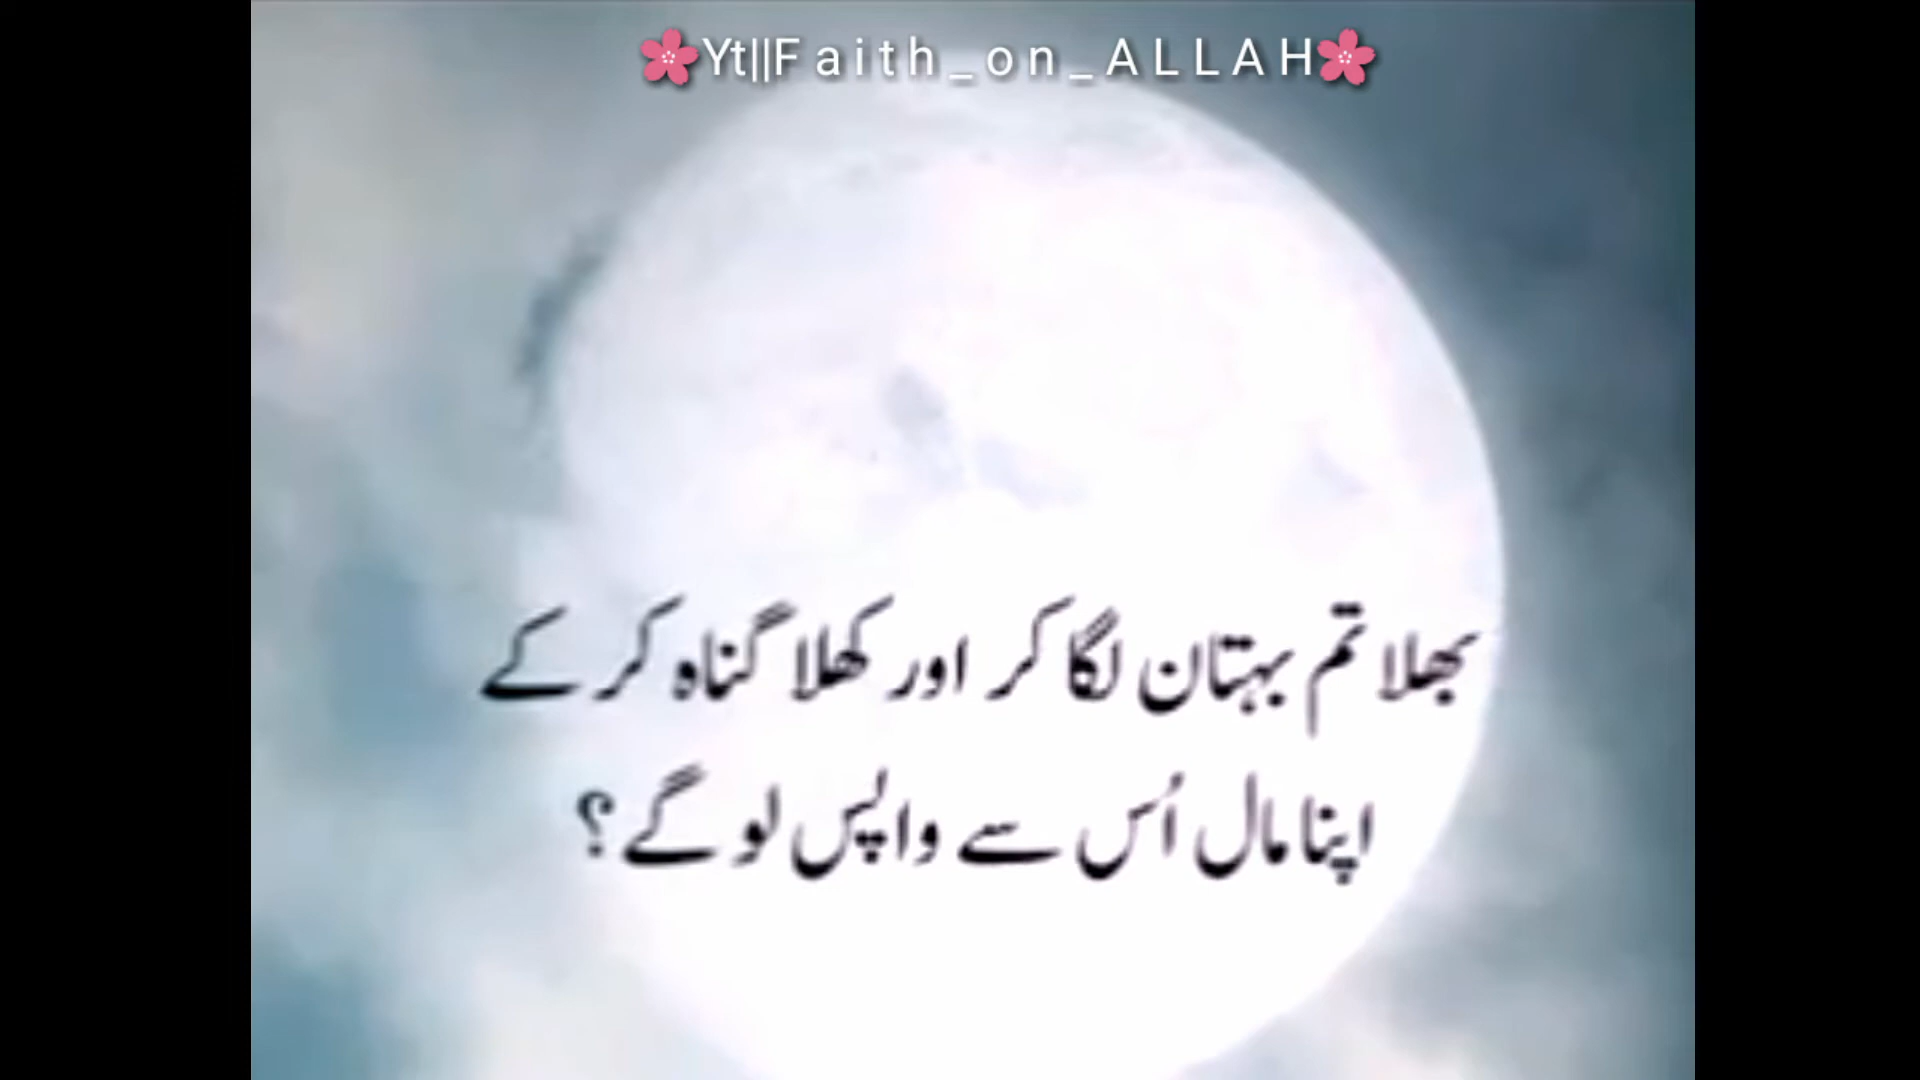 🌸Yt||Faith_on_ALLAH🌸
بھلا تم بہتان لگا کر اور کھلا گناہ کر کے
اپنا مال اُس سے واپس لو گے؟